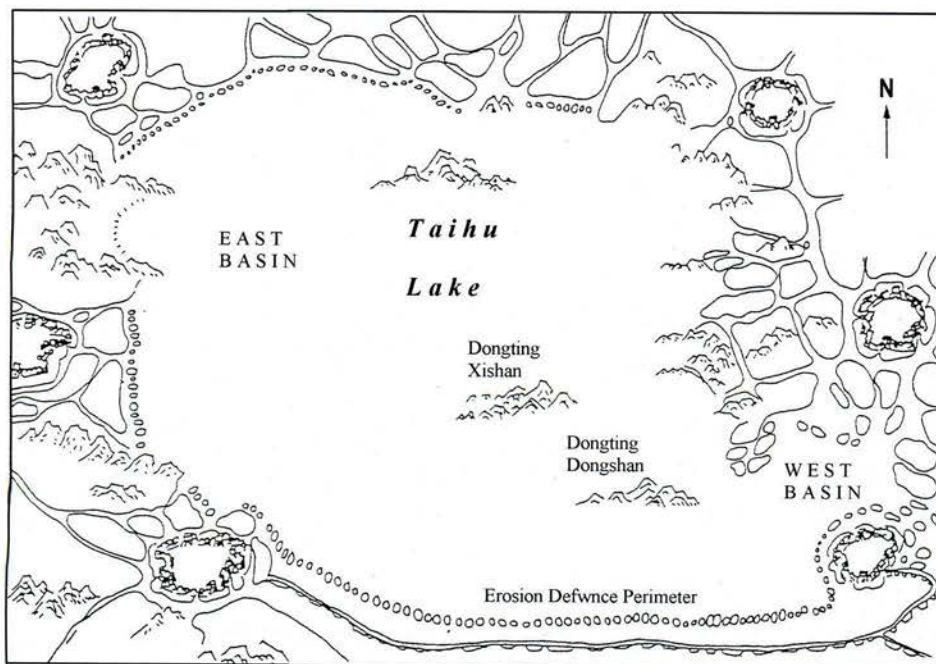 N
EAST
BASIN
Taihu
Lake
Dongting
Xishan
Dongting
Dongshan
WEST
BASIN
Erosion Defwnce Perimeter